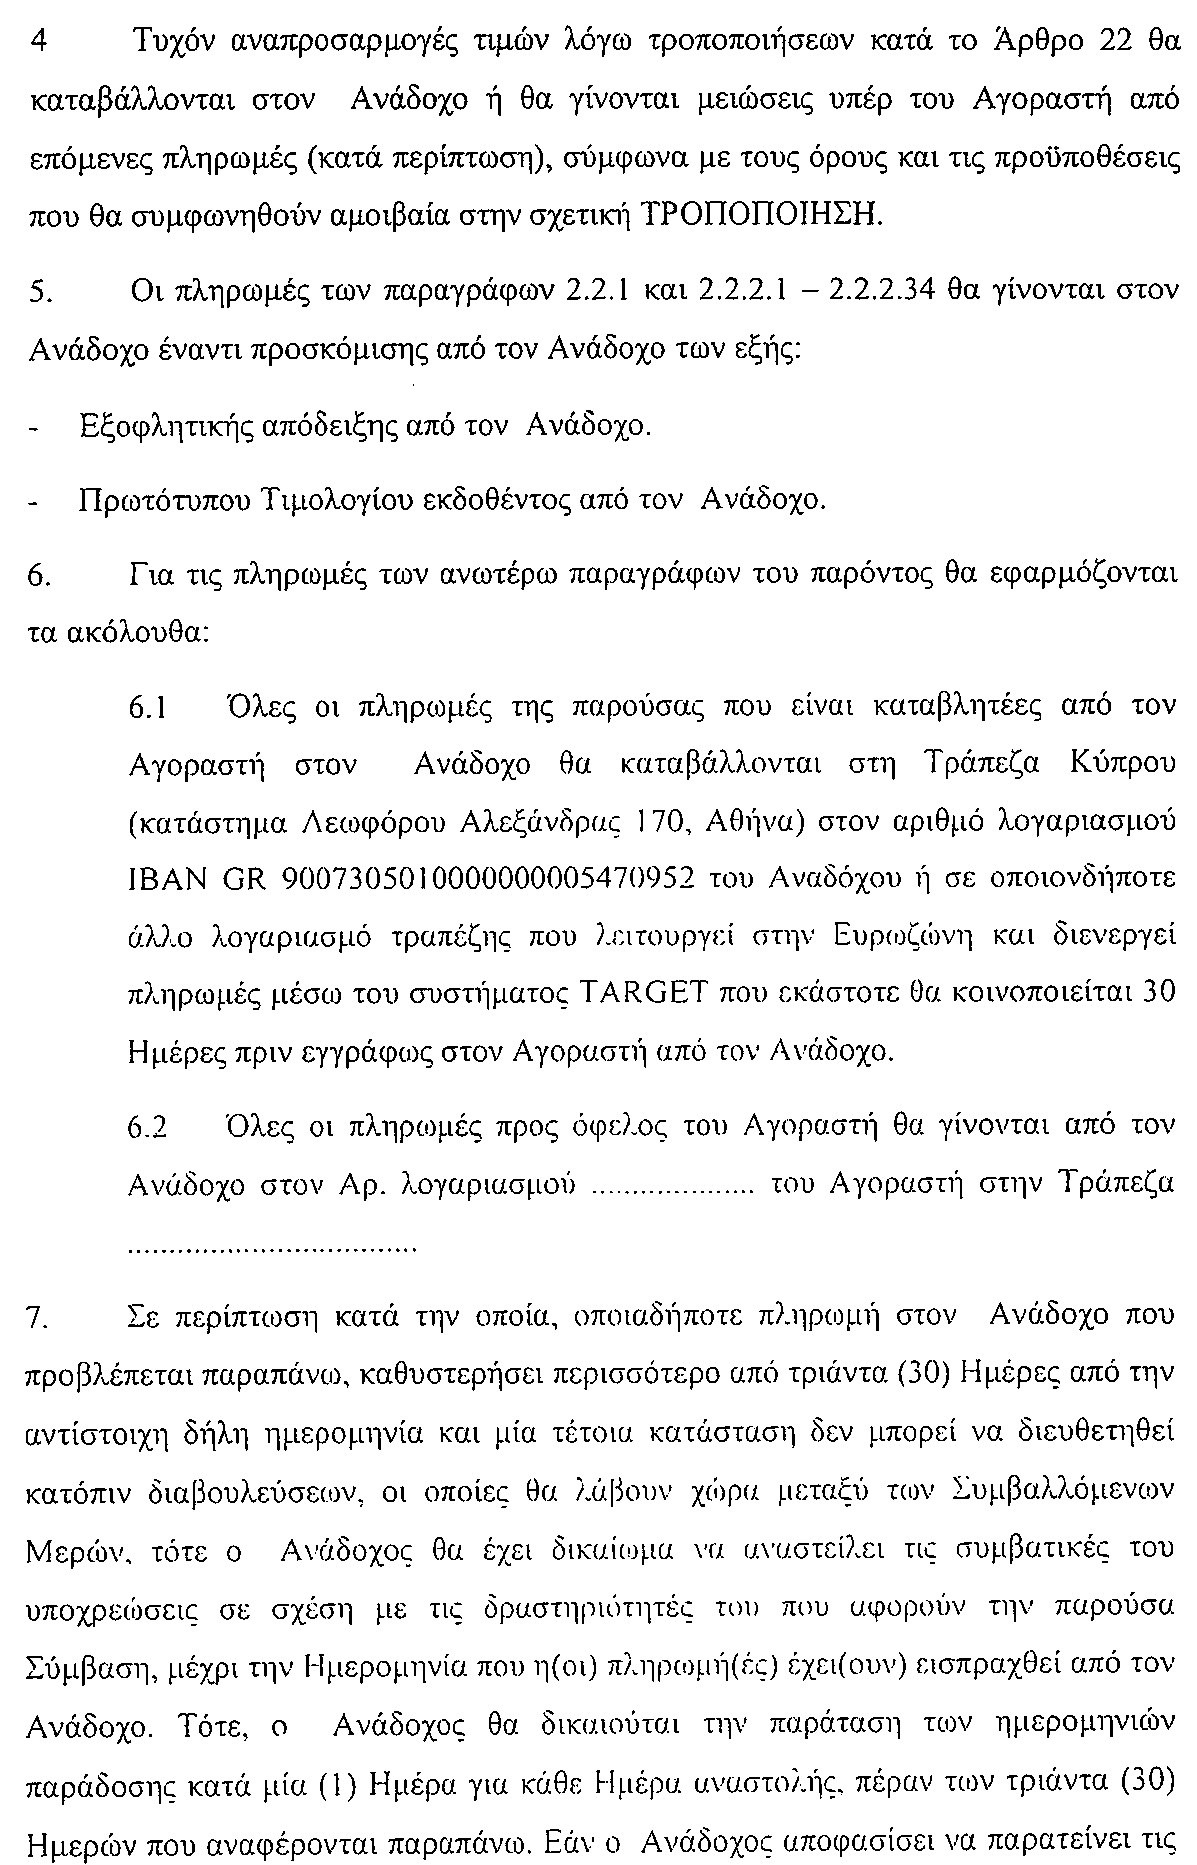 4 Τυχόν αναπροσαρμογές τιμών λόγω τροποποιήσεων κατά το Άρθρο 22 θα
καταβάλλονται στον Ανάδοχο ή θα γίνονται μειώσεις υπέρ του Αγοραστή από
επόμενες πληρωμές (κατά περίπτωση), σύμφωνα με τους όρους και τις προϋποθέσεις
που θα συμφωνηθούν αμοιβαία στην σχετική ΤΡΟΠΟΠΟΙΗΣΗ.
5. Οι πληρωμές των παραγράφων 2.2.1 και 2.2.2.1 – 2.2.2.34 θα γίνονται στον
Ανάδοχο έναντι προσκόμισης από τον Ανάδοχο των εξής:
- Εξοφλητικής απόδειξης από τον Ανάδοχο.
- Πρωτότυπου Τιμολογίου εκδοθέντος από τον Ανάδοχο.
6. Για τις πληρωμές των ανωτέρω παραγράφων του παρόντος θα εφαρμόζονται
τα ακόλουθα:
6.1 Όλες οι πληρωμές της παρούσας που είναι καταβλητέες από τον
Αγοραστή στον Ανάδοχο θα καταβάλλονται στη Τράπεζα Κύπρου
(κατάστημα Λεωφόρου Αλεξάνδρας 170, Αθήνα) στον αριθμό λογαριασμού
IBAN GR 9007305010000000005470952 του Αναδόχου ή σε οποιονδήποτε
άλλο λογαριασμό τραπέζης που λειτουργεί στην Ευρωζώνη και διενεργεί
πληρωμές μέσω του συστήματος TARGET που εκάστοτε θα κοινοποιείται 30
Ημέρες πριν εγγράφως στον Αγοραστή από τον Ανάδοχο.
6.2 Όλες οι πληρωμές προς όφελος του Αγοραστή θα γίνονται από τον
Ανάδοχο στον Αρ. λογαριασμού .................... του Αγοραστή στην Τράπεζα
...................................
7. Σε περίπτωση κατά την οποία, οποιαδήποτε πληρωμή στον Ανάδοχο που
προβλέπεται παραπάνω, καθυστερήσει περισσότερο από τριάντα (30) Ημέρες από την
αντίστοιχη δήλη ημερομηνία και μία τέτοια κατάσταση δεν μπορεί να διευθετηθεί
κατόπιν διαβουλεύσεων, οι οποίες θα λάβουν χώρα μεταξύ των Συμβαλλόμενων
Μερών, τότε ο Ανάδοχος θα έχει δικαίωμα να αναστείλει τις συμβατικές του
υποχρεώσεις σε σχέση με τις δραστηριότητές του που αφορούν την παρούσα
Σύμβαση, μέχρι την Ημερομηνία που η(οι) πληρωμή(ές) έχει(ουν) εισπραχθεί από τον
Ανάδοχο. Τότε, ο Ανάδοχος θα δικαιούται την παράταση των ημερομηνιών
παράδοσης κατά μία (1) Ημέρα για κάθε Ημέρα αναστολής, πέραν των τριάντα (30)
Ημερών που αναφέρονται παραπάνω. Εάν ο Ανάδοχος αποφασίσει να παρατείνει τις